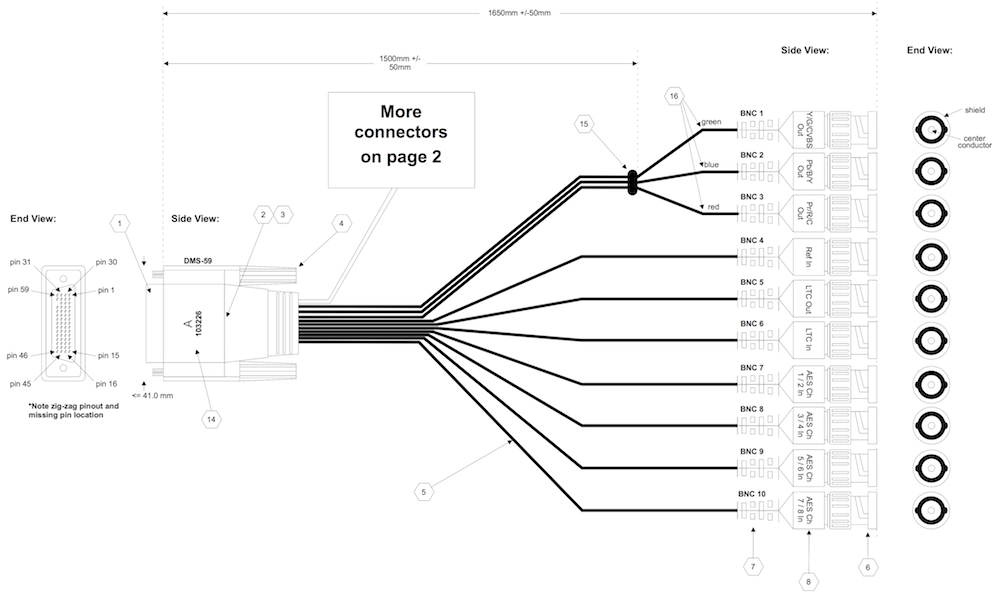 1650mm +/-50mm
Side View:
End View:
1500mm +/-
50mm
More
connectors
on page 2
16
15
green
blue
red
BNC 1
Y/G/CVBS
Out
BNC 2
Pb/B/Y
Out
BNC 3
Pr/R/C
Out
BNC 4
Ref In
BNC 5
LTC Out
BNC 6
LTC In
BNC 7
AES Ch
1 / 2 In
BNC 8
AES Ch
3 / 4 In
BNC 9
AES Ch
5 / 6 In
BNC 10
AES Ch
7 / 8 In
shield
center
conductor
End View:
Side View:
1
2
3
4
DMS-59
pin 31
pin 30
pin 59
pin 1
pin 46
pin 15
pin 45
pin 16
A
103226
<= 41.0 mm
*Note zig-zag pinout and
missing pin location
14
5
7
8
6